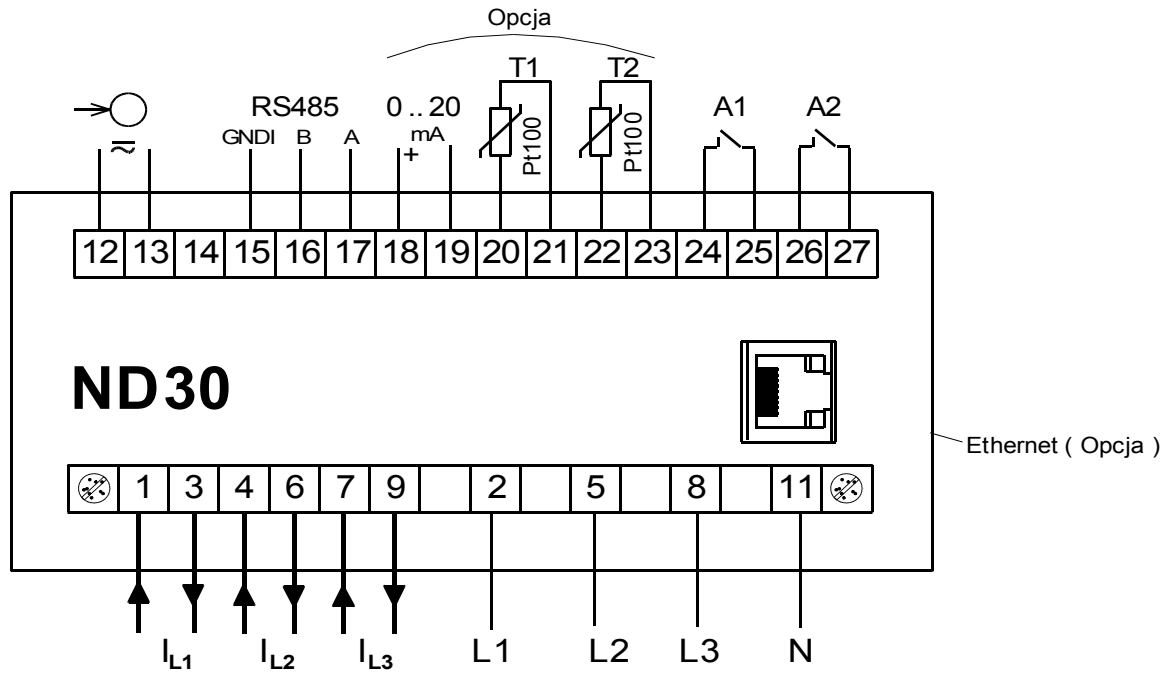 Opcja
T1 T2
RS485 0 .. 20 A1 A2
GNDI B A + mA Pt100 Pt100
12 13 14 15 16 17 18 19 20 21 22 23 24 25 26 27
ND30
Ethernet ( Opcja )
1 3 4 6 7 9 2 5 8 11
IL1 IL2 IL3 L1 L2 L3 N